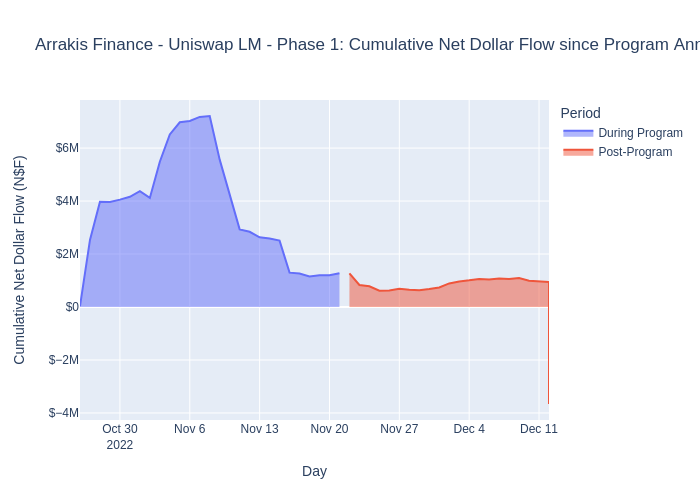 Arrakis Finance - Uniswap LM - Phase 1: Cumulative Net Dollar Flow since Program Ann
Period
During Program
Post-Program
Cumulative Net Dollar Flow (N$F)
$6M
$4M
$2M
$0
$−2M
$−4M
Oct 30
2022
Nov 6
Nov 13
Nov 20
Nov 27
Dec 4
Dec 11
Day